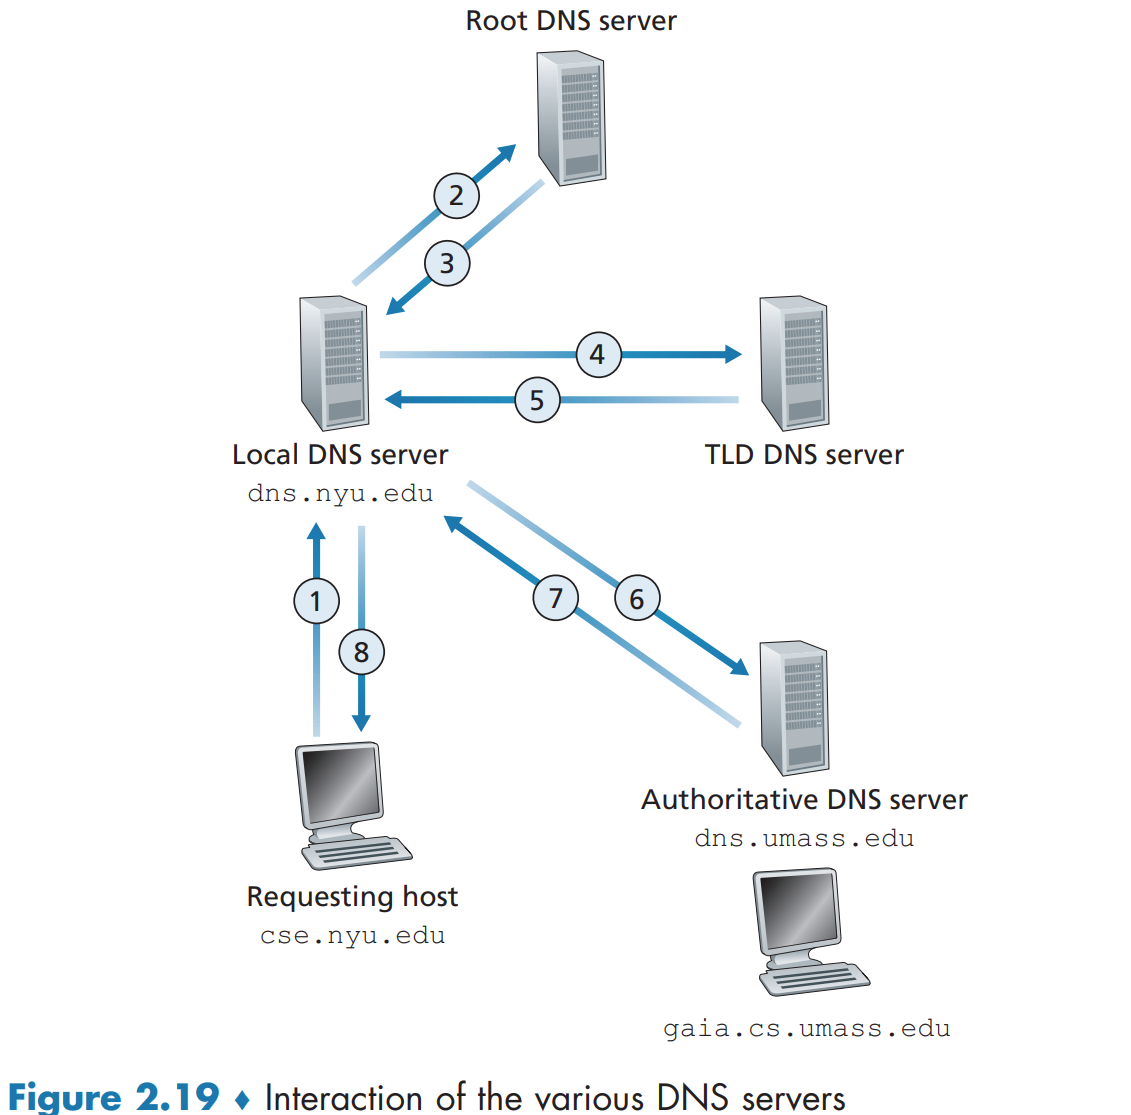 Root DNS server
2
3
4
5
Local DNS server
dns.nyu.edu
TLD DNS server
1
8
7
6
Authoritative DNS server
dns.umass.edu
Requesting host
cse.nyu.edu
gaia.cs.umass.edu
Figure 2.19 ♦ Interaction of the various DNS servers